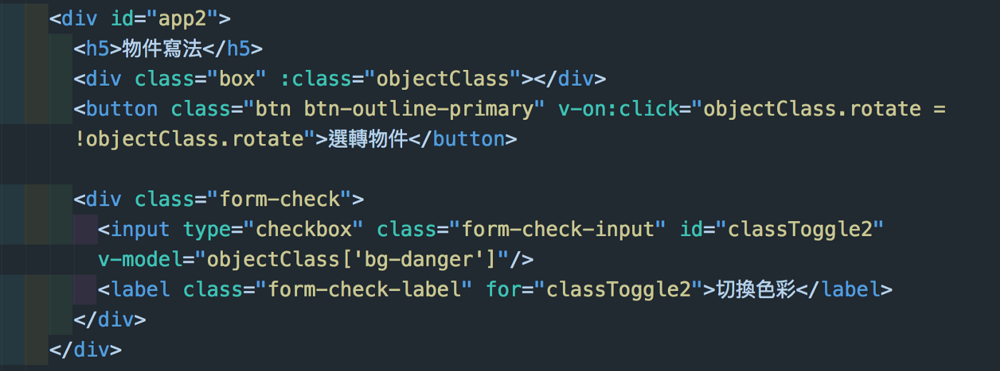 <div id="app2">
<h5>物件寫法</h5>
<div class="box" :class="objectClass"></div>
<button class="btn btn-outline-primary" v-on:click="objectClass.rotate =
!objectClass.rotate">選轉物件</button>
<div class="form-check">
<input type="checkbox" class="form-check-input" id="classToggle2"
v-model="objectClass['bg-danger']"/>
<label class="form-check-label" for="classToggle2">切換色彩</label>
</div>
</div>